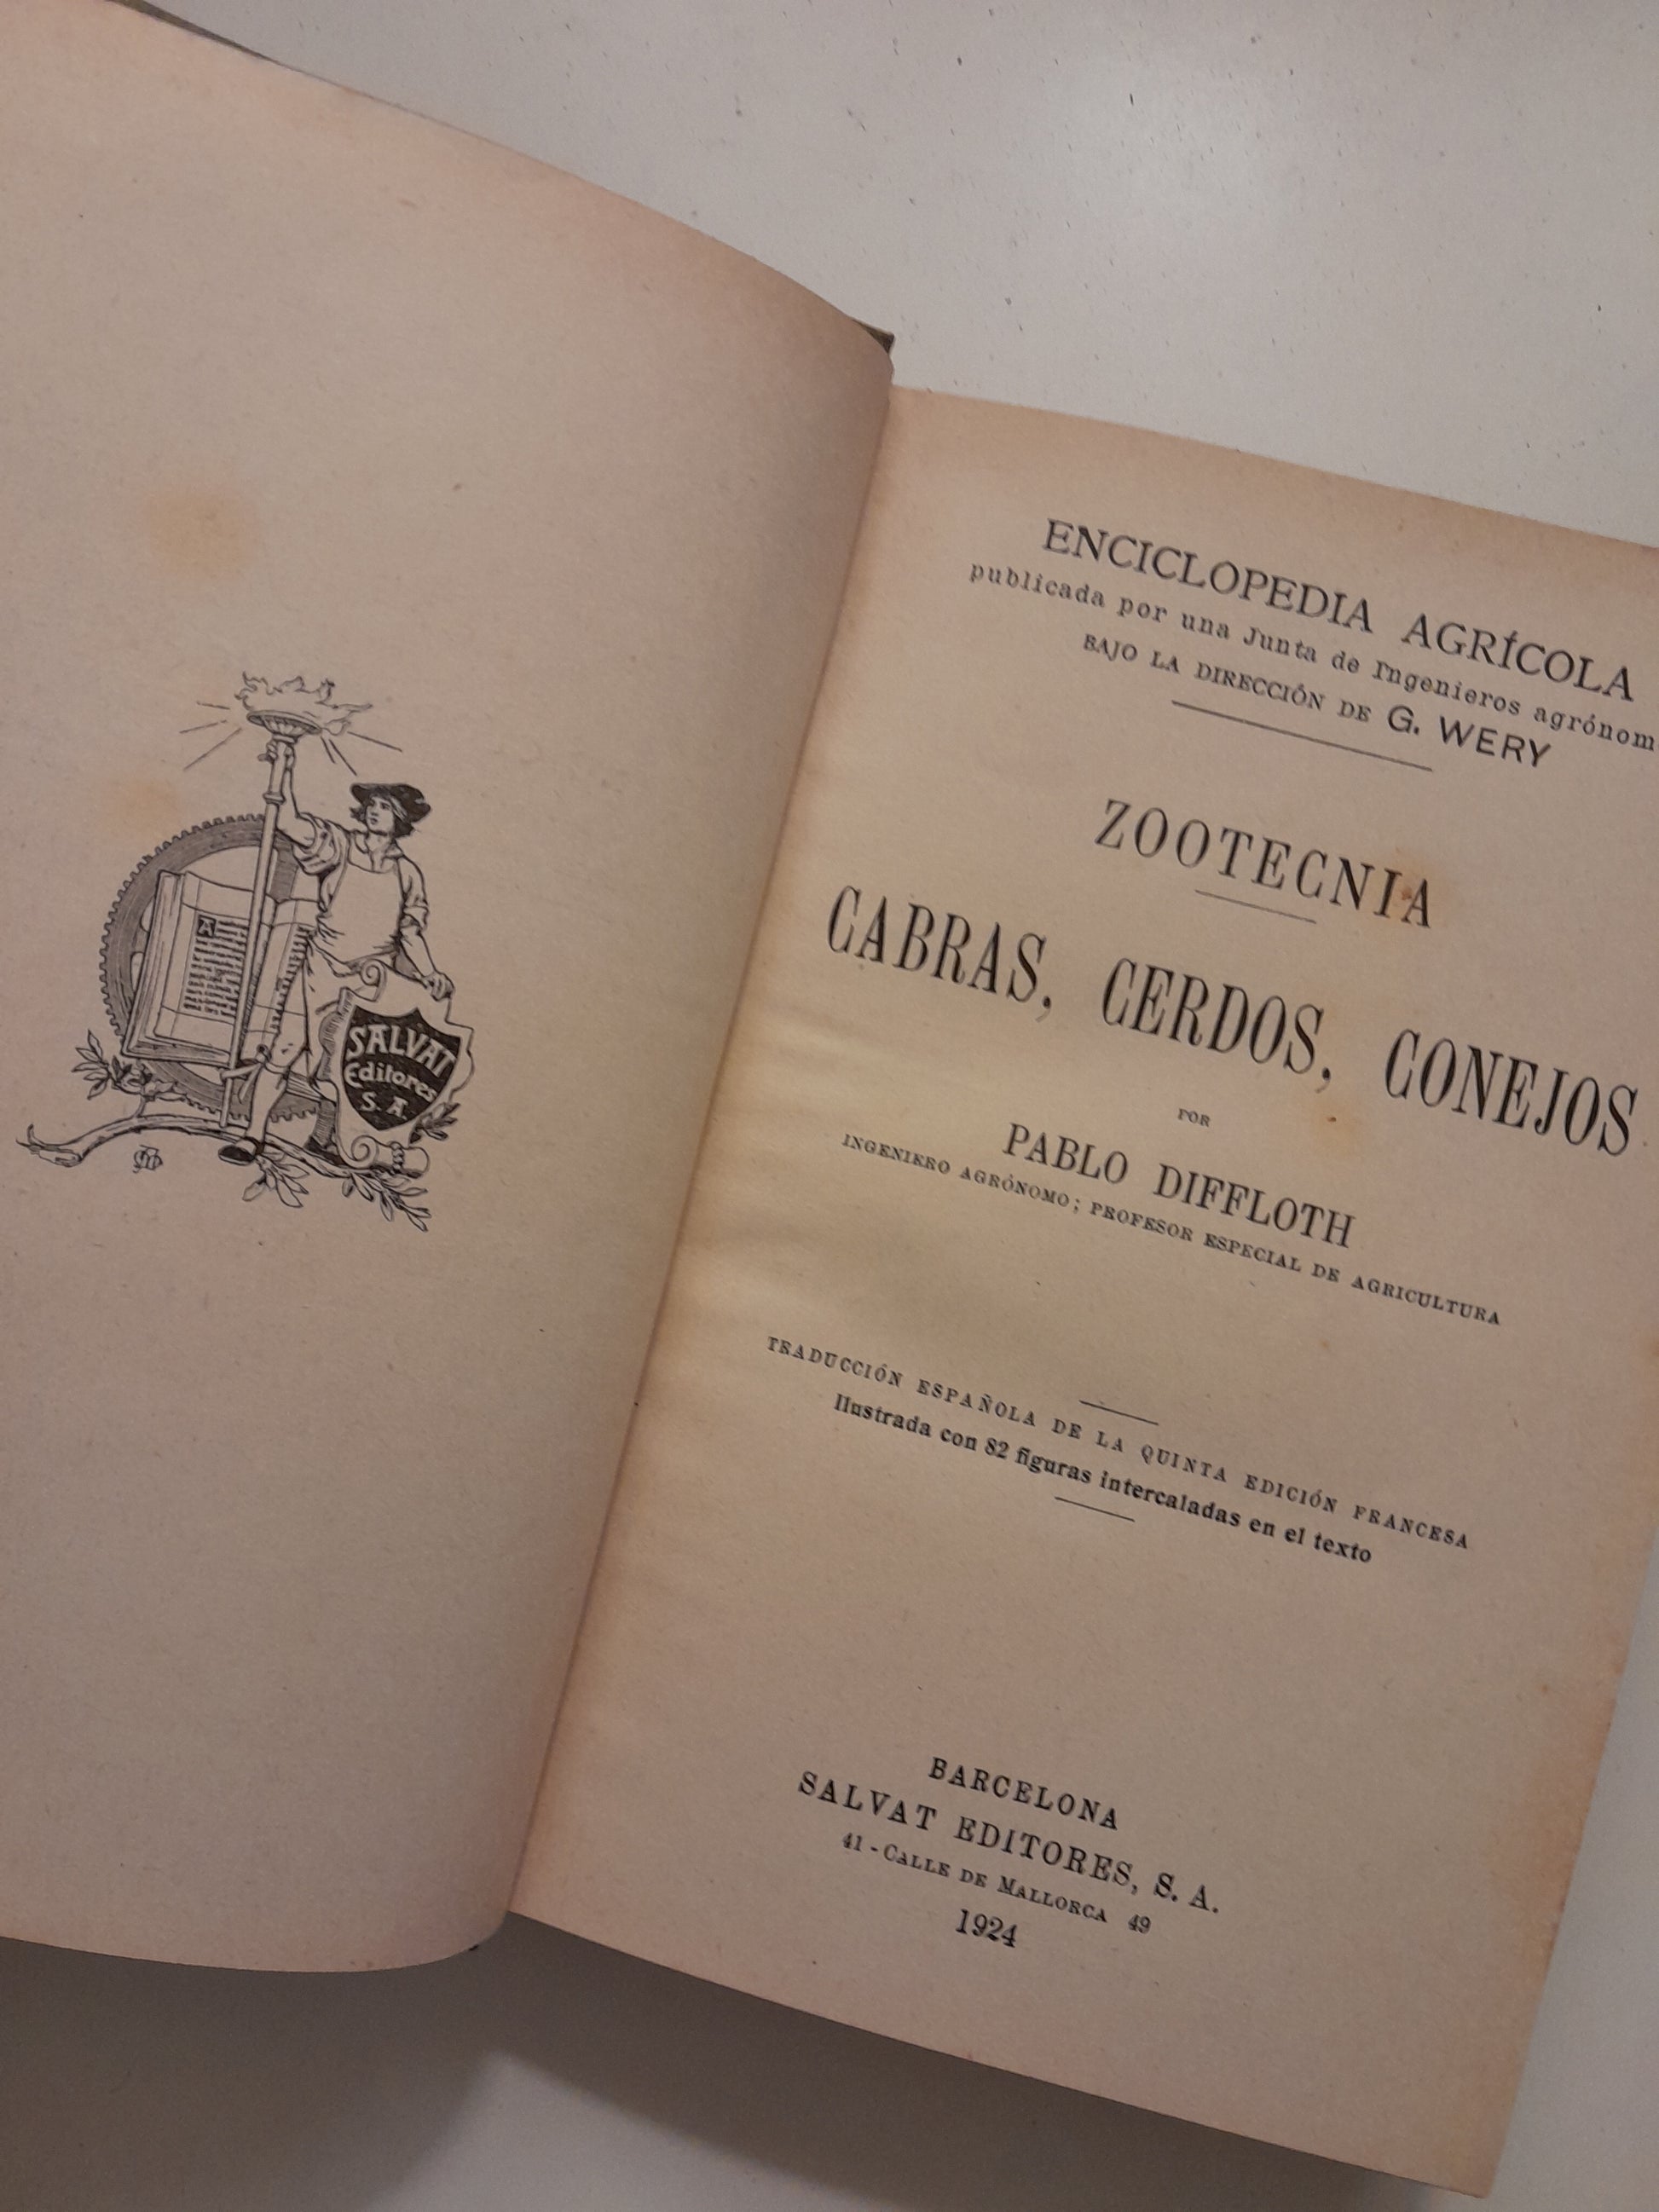 SALVAT
Editores
S. A.
ENCICLOPEDIA AGRÍCOLA
publicada por una Junta de Ingenieros
BAJO LA DIRECCIÓN DE G. WERY
ZOOTECNIA
CABRAS, CERDOS, CONEJOS
POR
PABLO DIFFLOTH
INGENIERO AGRÓNOMO; PROFESOR ESPECIAL DE AGRICULTURA
TRADUCCIÓN ESPAÑOLA DE LA QUINTA EDICIÓN FRANCESA
Ilustrada con 82 figuras intercaladas en el texto
BARCELONA
SALVAT EDITORES, S. A.
41 - CALLE DE MALLORCA 49
1924